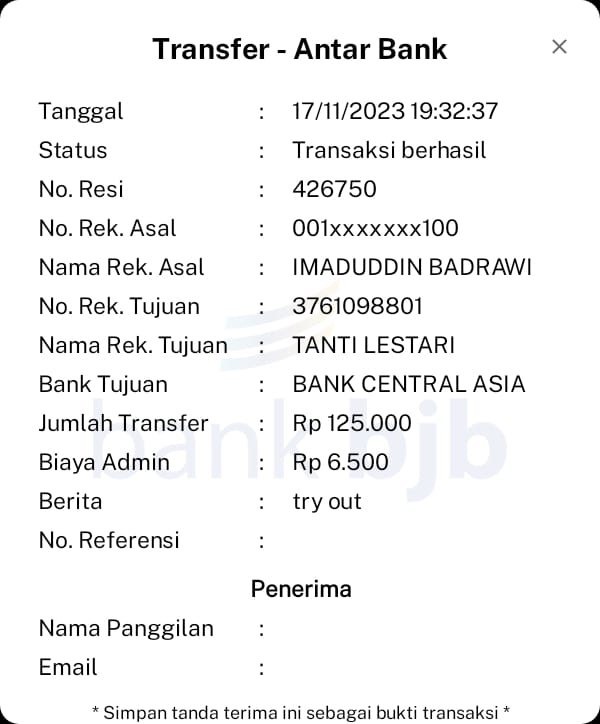 Transfer - Antar Bank
Tanggal : 17/11/2023 19:32:37
Status : Transaksi berhasil
No. Resi : 426750
No. Rek. Asal : 001xxxxxxx100
Nama Rek. Asal : IMADUDDIN BADRAWI
No. Rek. Tujuan : 3761098801
Nama Rek. Tujuan : TANTI LESTARI
Bank Tujuan : BANK CENTRAL ASIA
Jumlah Transfer : Rp 125.000
bank bjb
Biaya Admin : Rp 6.500
Berita : try out
No. Referensi :
Penerima
Nama Panggilan :
Email :
* Simpan tanda terima ini sebagai bukti transaksi *